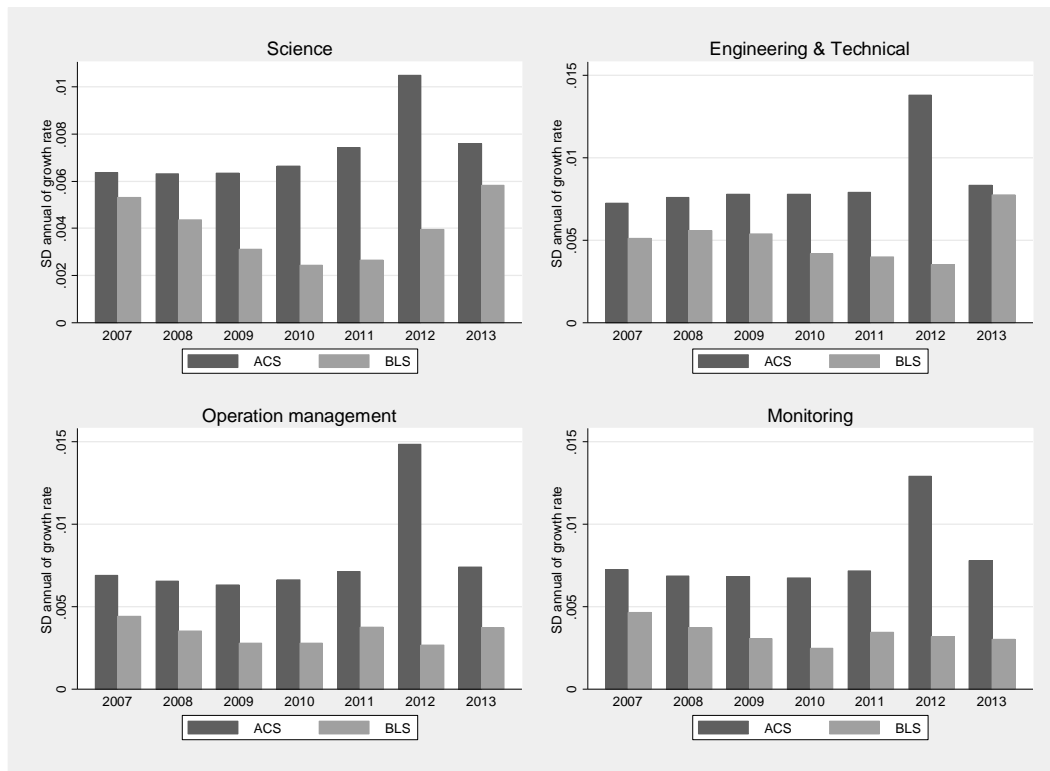 Science
SD annual of growth rate
0 .002 .004 .006 .008 .01
2007 2008 2009 2010 2011 2012 2013
ACS BLS
Engineering & Technical
SD annual of growth rate
0 .005 .01 .015
2007 2008 2009 2010 2011 2012 2013
ACS BLS
Operation management
SD annual of growth rate
0 .005 .01 .015
2007 2008 2009 2010 2011 2012 2013
ACS BLS
Monitoring
SD annual of growth rate
0 .005 .01 .015
2007 2008 2009 2010 2011 2012 2013
ACS BLS